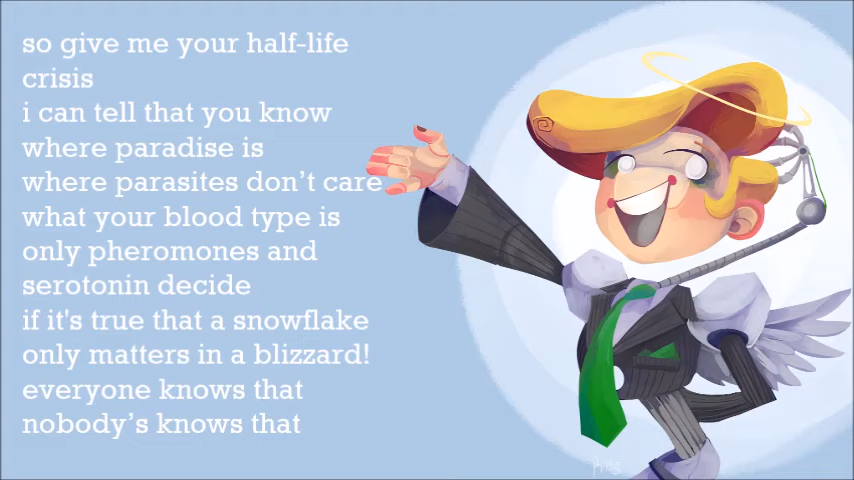 so give me your half-life
crisis
i can tell that you know
where paradise is
where parasites don’t care
what your blood type is
only pheromones and
serotonin decide
if it's true that a snowflake
only matters in a blizzard!
everyone knows that
nobody’s knows that